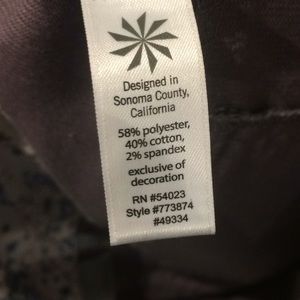 Designed in
Sonoma County,
California
58% polyester,
40% cotton,
2% spandex
exclusive of
decoration
RN #54023
Style #773874
#49334